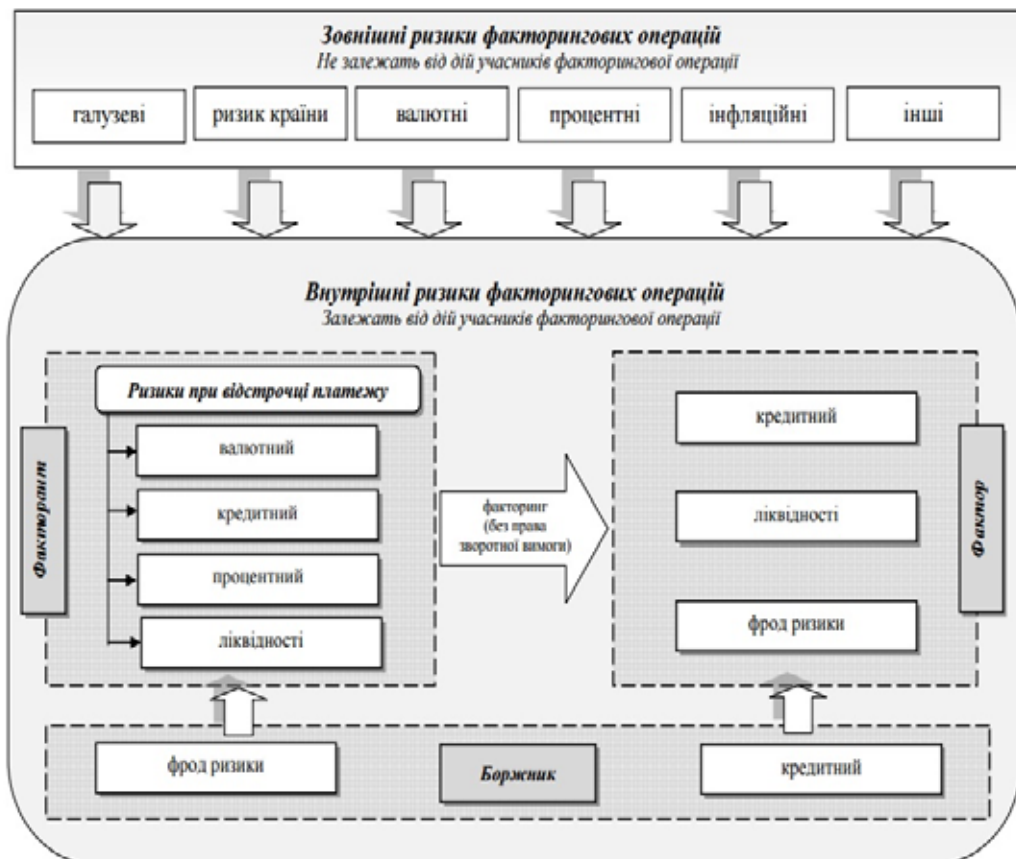 Зовнішні ризики факторингових операцій
Не залежать від дій учасників факторингової операції
галузеві
ризик країни
валютні
процентні
інфляційні
інші
Внутрішні ризики факторингових операцій
Залежать від дій учасників факторингової операції
Факторант
Ризики при відстрочці платежу
валютний
кредитний
процентний
ліквідності
факторинг
(без права
зворотної вимоги)
кредитний
ліквідності
фрод ризики
Фактор
фрод ризики
Боржник
кредитний